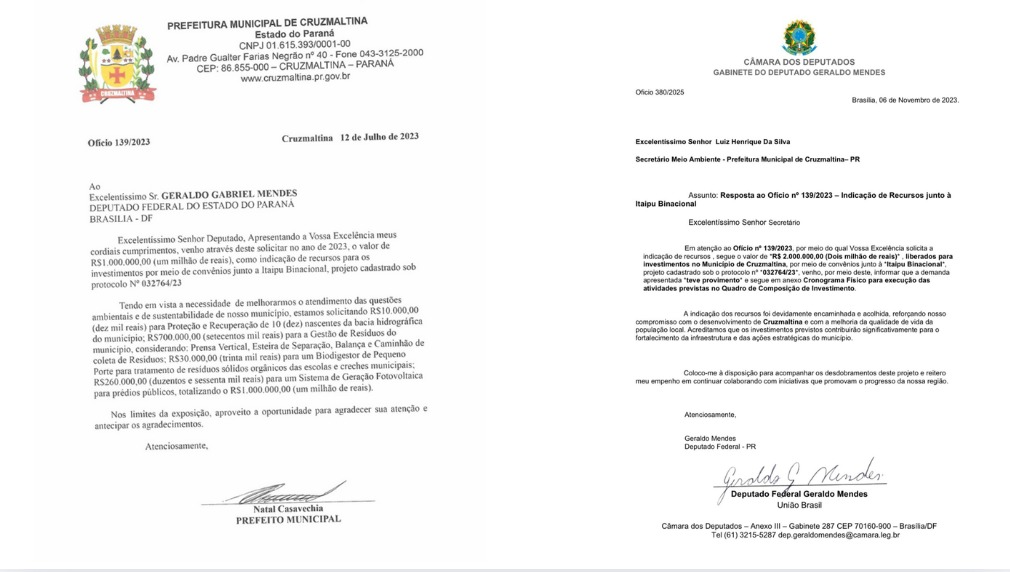 PREFEITURA MUNICIPAL DE CRUZMALTINA
Estado do Paraná
CNPJ 01.615.393/0001-00
Av. Padre Gualter Farias Negrão nº 40 - Fone 043-3125-2000
CEP: 86.855-000 – CRUZMALTINA – PARANÁ
www.cruzmaltina.pr.gov.br
CRUZMALTINA
Ofício 139/2023
Cruzmaltina 12 de Julho de 2023
Ao
Excelentíssimo Sr. GERALDO GABRIEL MENDES
DEPUTADO FEDERAL DO ESTADO DO PARANÁ
BRASILIA - DF
Excelentíssimo Senhor Deputado, Apresentando a Vossa Excelência meus
cordiais cumprimentos, venho através deste solicitar no ano de 2023, o valor de
R$1.000.000,00 (um milhão de reais), como indicação de recursos para os
investimentos por meio de convênios junto a Itaipu Binacional, projeto cadastrado sob
protocolo Nº 032764/23
Tendo em vista a necessidade de melhorarmos o atendimento das questões
ambientais e de sustentabilidade de nosso município, estamos solicitando R$10.000,00
(dez mil reais) para Proteção e Recuperação de 10 (dez) nascentes da bacia hidrográfica
do município; R$700.000,00 (setecentos mil reais) para a Gestão de Resíduos do
município, considerando: Prensa Vertical, Esteira de Separação, Balança e Caminhão de
coleta de Resíduos; R$30.000,00 (trinta mil reais) para um Biodigestor de Pequeno
Porte para tratamento de resíduos sólidos orgânicos das escolas e creches municipais;
R$260.000,00 (duzentos e sessenta mil reais) para um Sistema de Geração Fotovoltaica
para prédios públicos, totalizando o R$1.000.000,00 (um milhão de reais).
Nos limites da exposição, aproveito a oportunidade para agradecer sua atenção e
antecipar os agradecimentos.
Atenciosamente,
Natal Casavechia
PREFEITO MUNICIPAL
CÂMARA DOS DEPUTADOS
GABINETE DO DEPUTADO GERALDO MENDES
Oficio 380/2025
Brasília, 06 de Novembro de 2023.
Excelentíssimo Senhor Luiz Henrique Da Silva
Secretário Meio Ambiente - Prefeitura Municipal de Cruzmaltina– PR
Assunto: Resposta ao Ofício nº 139/2023 – Indicação de Recursos junto à
Itaipu Binacional
Excelentíssimo Senhor Secretário
Em atenção ao Ofício nº 139/2023, por meio do qual Vossa Excelência solicita a
indicação de recursos , segue o valor de "R$ 2.000.000,00 (Dois milhão de reais)" , liberados para
investimentos no Município de Cruzmaltina, por meio de convênios junto à "Itaipu Binacional",
projeto cadastrado sob o protocolo nº "032764/23", venho, por meio deste, informar que a demanda
apresentada "teve provimento" e segue em anexo Cronograma Físico para execução das
atividades previstas no Quadro de Composição de Investimento.
A indicação dos recursos foi devidamente encaminhada e acolhida, reforçando nosso
compromisso com o desenvolvimento de Cruzmaltina e com a melhoria da qualidade de vida da
população local. Acreditamos que os investimentos previstos contribuirão significativamente para o
fortalecimento da infraestrutura e das ações estratégicas do município.
Coloco-me à disposição para acompanhar os desdobramentos deste projeto e reitero
meu empenho em continuar colaborando com iniciativas que promovam o progresso da nossa região.
Atenciosamente,
Geraldo Mendes
Deputado Federal - PR
Geraldo G Mendes
Deputado Federal Geraldo Mendes
União Brasil
Câmara dos Deputados – Anexo III – Gabinete 287 CEP 70160-900 – Brasília/DF
Tel (61) 3215-5287 dep.geraldomendes@camara.leg.br